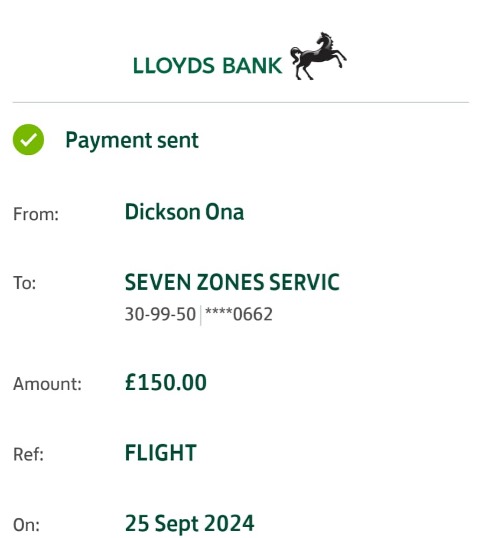 LLOYDS BANK
Payment sent
From: Dickson Ona
To: SEVEN ZONES SERVIC
30-99-50 | ****0662
Amount: £150.00
Ref: FLIGHT
On: 25 Sept 2024